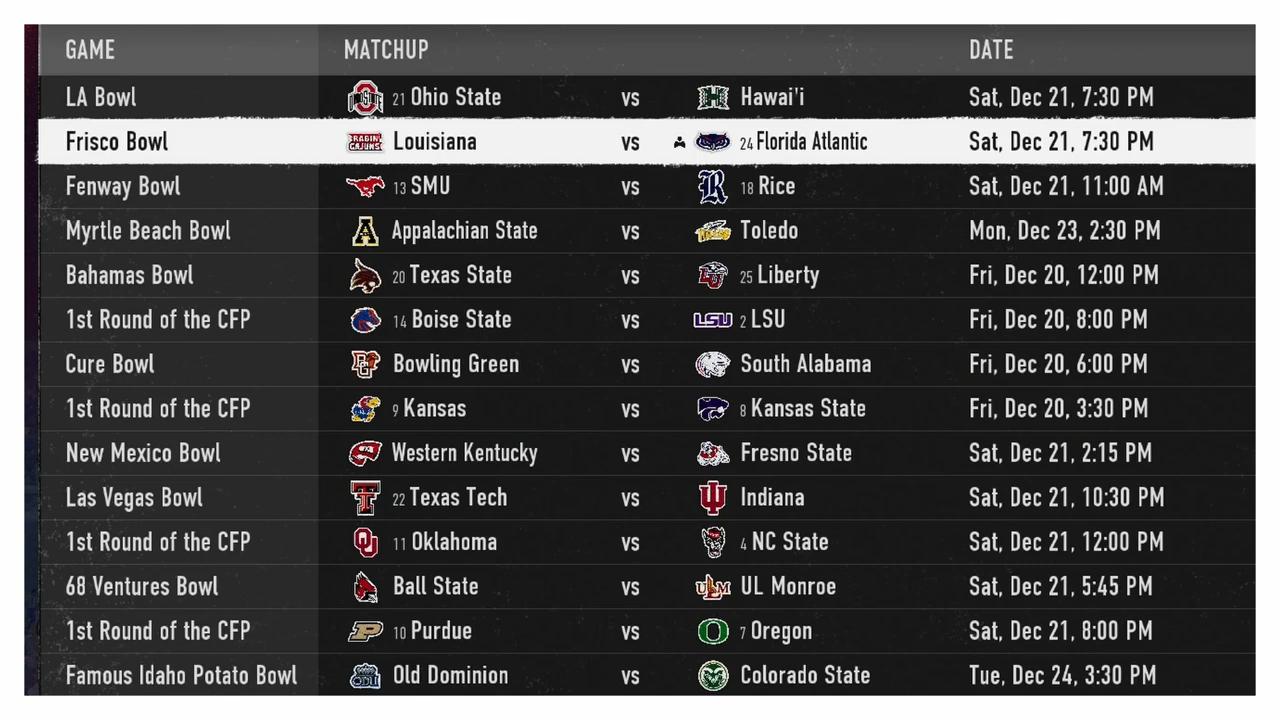 GAME MATCHUP DATE
LA Bowl 21 Ohio State vs Hawai'i Sat, Dec 21, 7:30 PM
Frisco Bowl RAGIN' CAJUNS Louisiana vs 24 Florida Atlantic Sat, Dec 21, 7:30 PM
Fenway Bowl 13 SMU vs R 18 Rice Sat, Dec 21, 11:00 AM
Myrtle Beach Bowl A Appalachian State vs Toledo Mon, Dec 23, 2:30 PM
Bahamas Bowl 20 Texas State vs LU 25 Liberty Fri, Dec 20, 12:00 PM
1st Round of the CFP 14 Boise State vs LSU 2 LSU Fri, Dec 20, 8:00 PM
Cure Bowl BG Bowling Green vs South Alabama Fri, Dec 20, 6:00 PM
1st Round of the CFP 9 Kansas vs 8 Kansas State Fri, Dec 20, 3:30 PM
New Mexico Bowl Western Kentucky vs Fresno State Sat, Dec 21, 2:15 PM
Las Vegas Bowl T 22 Texas Tech vs IU Indiana Sat, Dec 21, 10:30 PM
1st Round of the CFP OU 11 Oklahoma vs 4 NC State Sat, Dec 21, 12:00 PM
68 Ventures Bowl Ball State vs ULM UL Monroe Sat, Dec 21, 5:45 PM
1st Round of the CFP P 10 Purdue vs O 7 Oregon Sat, Dec 21, 8:00 PM
Famous Idaho Potato Bowl ODU Old Dominion vs Colorado State Tue, Dec 24, 3:30 PM